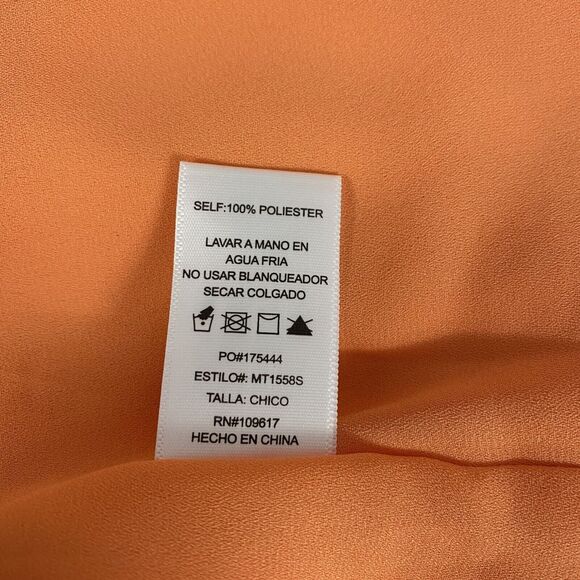 SELF:100% POLIESTER
LAVAR A MANO EN
AGUA FRIA
NO USAR BLANQUEADOR
SECAR COLGADO
PO#175444
ESTILO#: MT1558S
TALLA: CHICO
RN#109617
HECHO EN CHINA